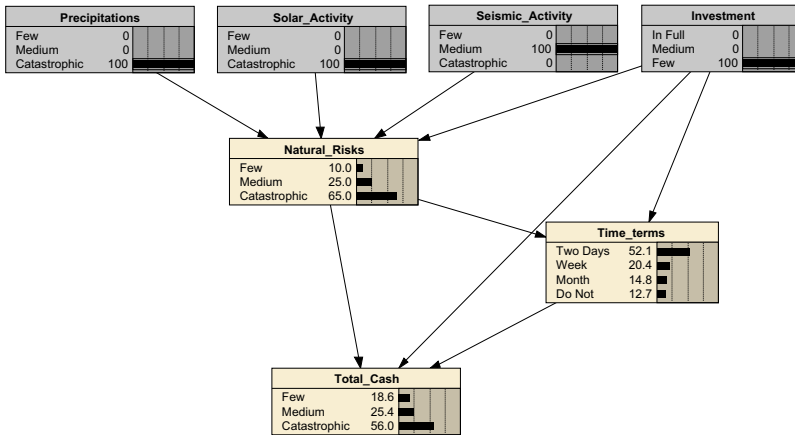 Precipitations
Few 0
Medium 0
Catastrophic 100
Solar_Activity
Few 0
Medium 0
Catastrophic 100
Seismic_Activity
Few 0
Medium 100
Catastrophic 0
Investment
In Full 0
Medium 0
Few 100
Natural_Risks
Few 10.0
Medium 25.0
Catastrophic 65.0
Time_terms
Two Days 52.1
Week 20.4
Month 14.8
Do Not 12.7
Total_Cash
Few 18.6
Medium 25.4
Catastrophic 56.0